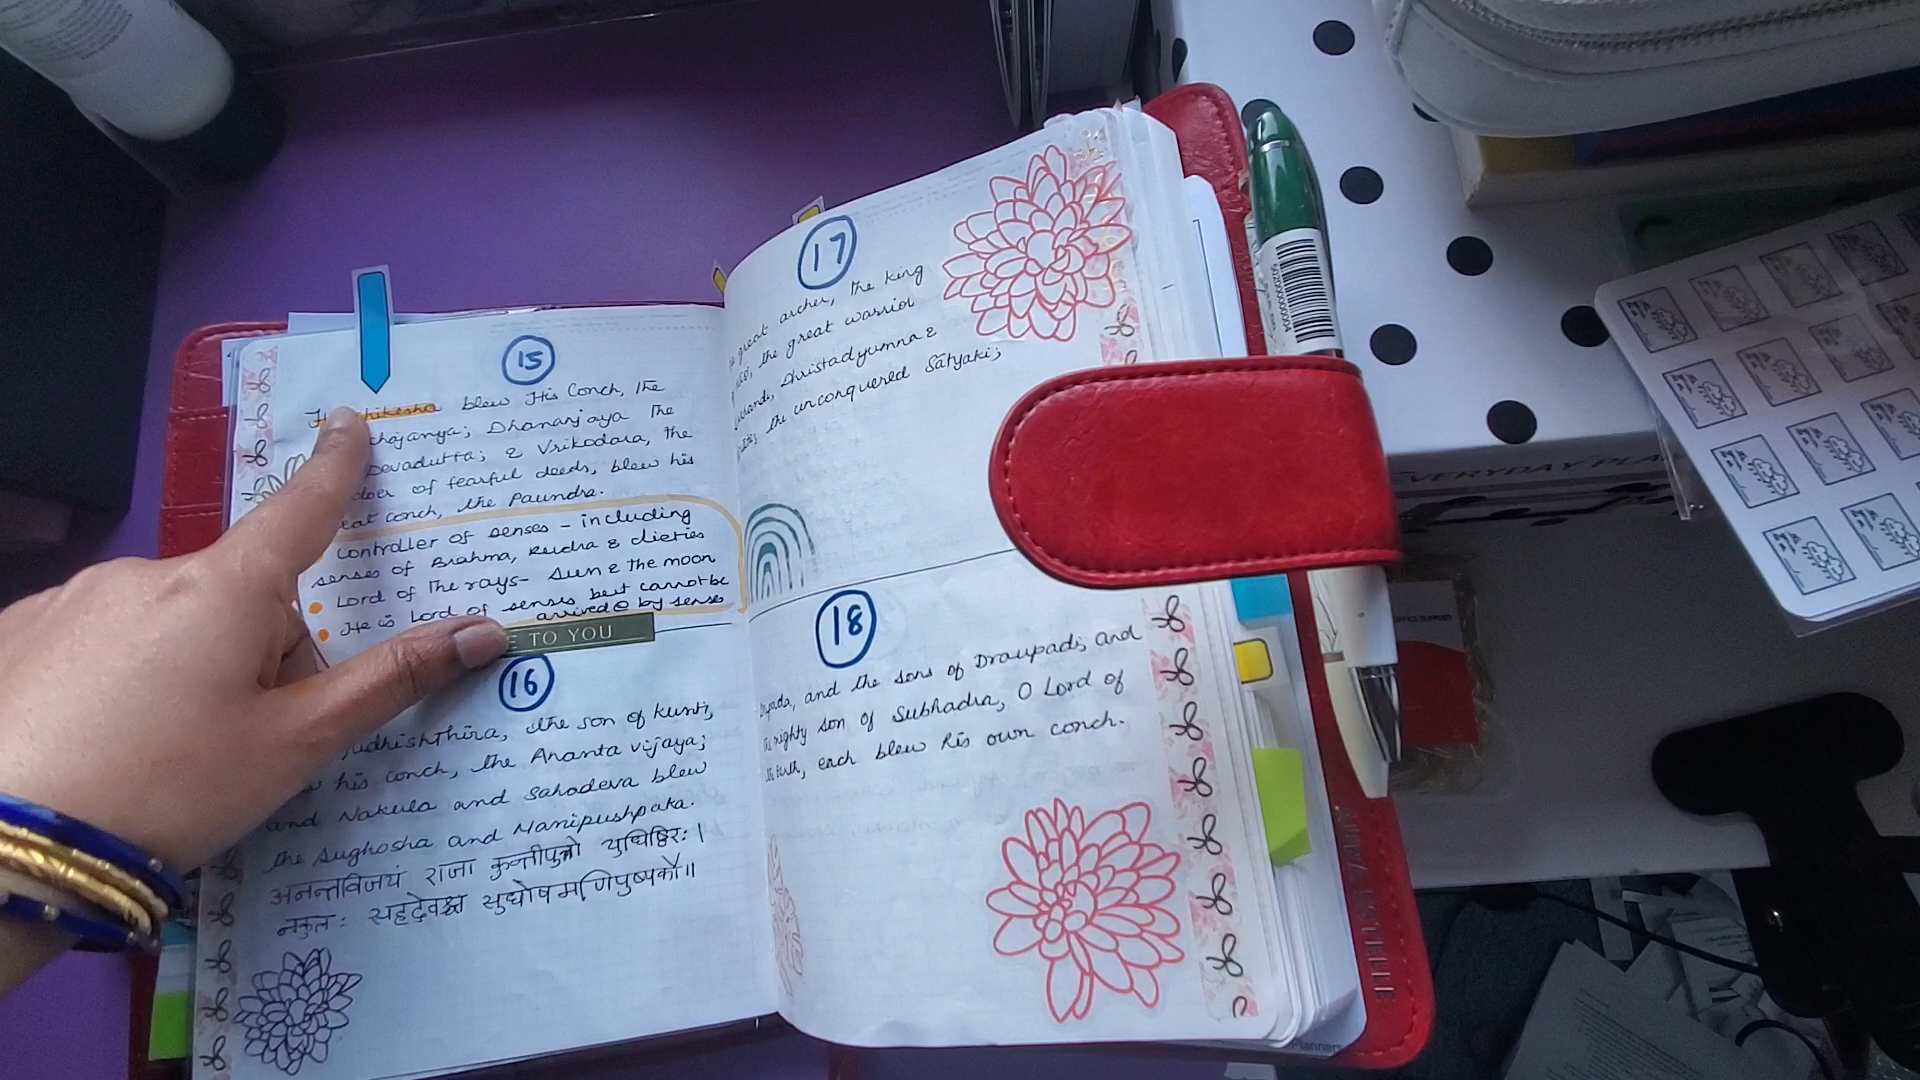 15
blew His Conch, the
Dhananjaya The
Devadutta; & Vrikodara, the
doer of fearful deeds, blew his
conch, the Paundra.
Controller of senses - including
senses of Brahma, Rudra & dieties
Lord of The rays - Sun & the moon
He is Lord of senses but cannot be
arrived @ by senses
TO YOU
16
the son of Kunti,
his conch, the Ananta vijaya;
and Nakula and Sahadeva blew
the Sughosha and Manipushpaka.
अनन्तविजयं राजा कुन्तीपुत्रो युधिष्ठिरः ।
नकुलः सुघोषमणिपुष्पकौ ॥
17
great archer, the king
the great warrior
Dhristadyumna &
the unconquered Satyaki;
18
and the sons of Draupadi, and
mighty son of Subhadra, O Lord of
each blew his own conch.
EVERYDAY PLA
Planners